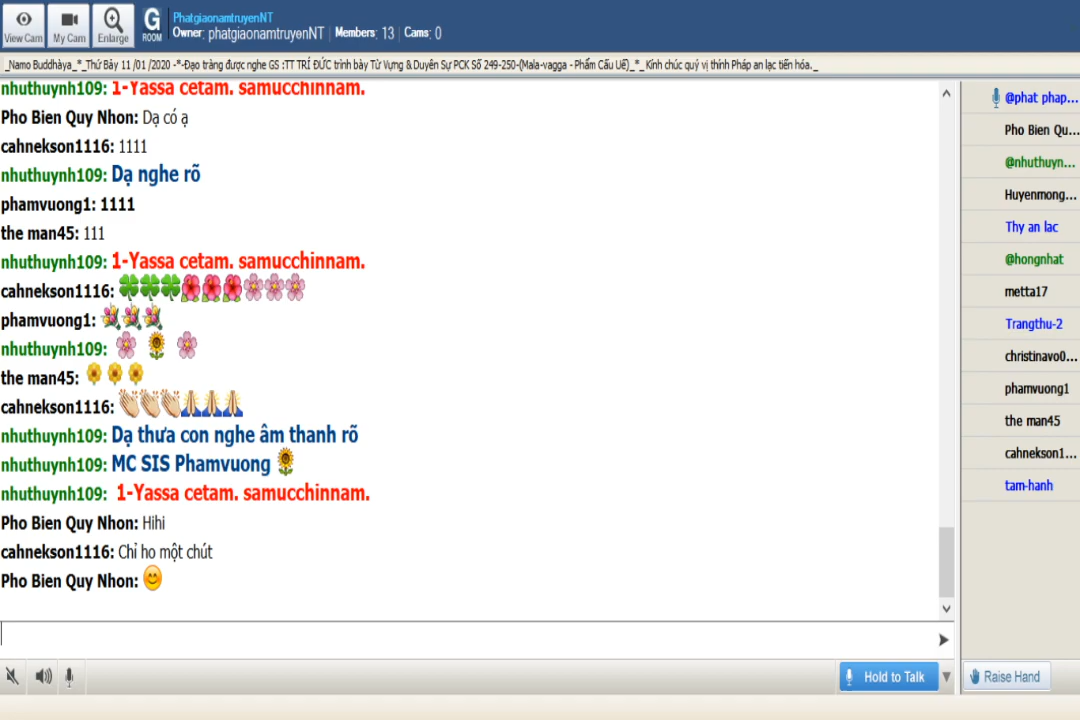 View Cam
My Cam
Enlarge
G
ROOM
PhatgiaonamtruyenNT
Owner: phatgiaonamtruyenNT | Members: 13 | Cams: 0
_Namo Buddhàya_*_Thứ Bảy 11 /01 /2020 -*-Đạo tràng được nghe GS :TT TRÍ ĐỨC trình bày Từ Vựng & Duyên Sự PCK Số 249-250-(Mala-vagga - Phẩm Cấu Uế)_*_ Kính chúc quý vị thính Pháp an lạc tiến hóa._
nhuthuynh109: 1-Yassa cetam. samucchinnam.
Pho Bien Quy Nhon: Dạ có ạ
cahnekson1116: 1111
nhuthuynh109: Dạ nghe rõ
phamvuong1: 1111
the man45: 111
nhuthuynh109: 1-Yassa cetam. samucchinnam.
cahnekson1116: 🍀🍀🍀🌺🌺🌺🌸🌸🌸
phamvuong1: 💐💐💐
nhuthuynh109: 🌸 🌻 🌸
the man45: 🌼🌼🌼
cahnekson1116: 👏👏👏🙏🙏🙏
nhuthuynh109: Dạ thưa con nghe âm thanh rõ
nhuthuynh109: MC SIS Phamvuong 🌻
nhuthuynh109: 1-Yassa cetam. samucchinnam.
Pho Bien Quy Nhon: Hihi
cahnekson1116: Chỉ ho một chút
Pho Bien Quy Nhon: 😊
@phat phap...
Pho Bien Qu...
@nhuthuyn...
Huyenmong...
Thy an lac
@hongnhat
metta17
Trangthu-2
christinavo0...
phamvuong1
the man45
cahnekson1...
tam-hanh
Hold to Talk
Raise Hand